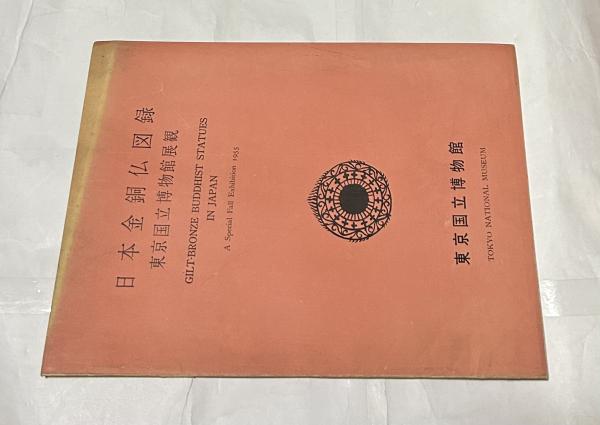 日本金銅仏図録
東京国立博物館展観
GILT-BRONZE BUDDHIST STATUES
IN JAPAN
A Special Fall Exhibition 1955
東京国立博物館
TOKYO NATIONAL MUSEUM